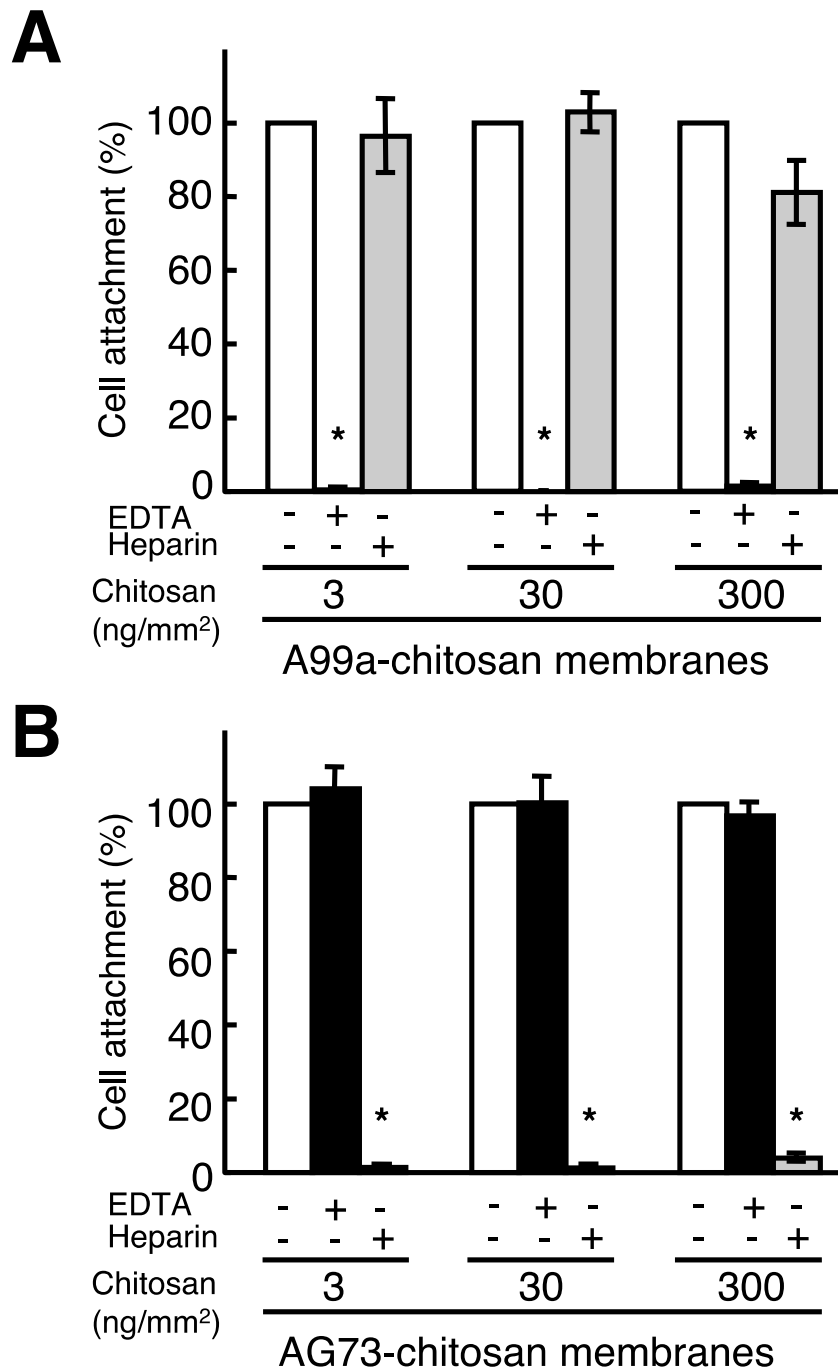 A
Cell attachment (%)
100
80
60
40
20
0
* * *
EDTA - + - - + - - + -
Heparin - - + - - + - - + 
Chitosan 3 30 300
(ng/mm²)
A99a-chitosan membranes
B
Cell attachment (%)
100
80
60
40
20
0
* * *
EDTA - + - - + - - + -
Heparin - - + - - + - - +
Chitosan 3 30 300
(ng/mm²)
AG73-chitosan membranes